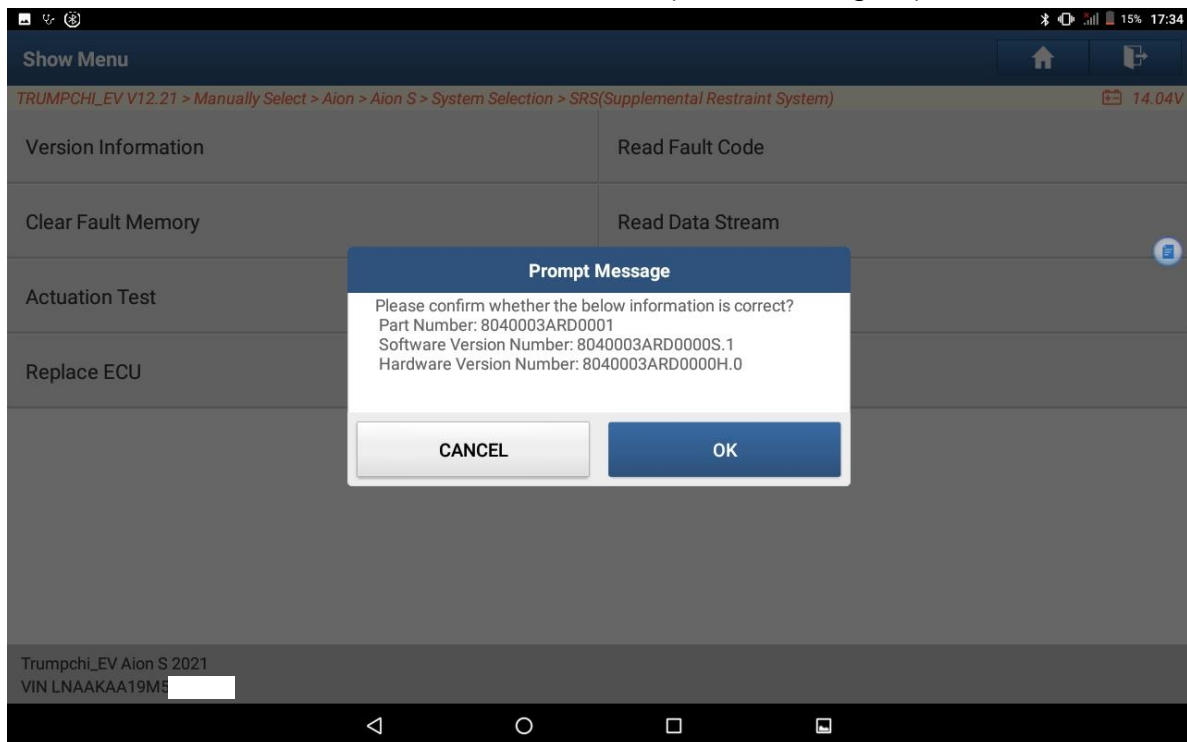 15% 17:34
Show Menu
TRUMPCHI_EV V12.21 > Manually Select > Aion > Aion S > System Selection > SRS(Supplemental Restraint System)
14.04V
Version Information
Read Fault Code
Clear Fault Memory
Read Data Stream
Actuation Test
Replace ECU
Prompt Message
Please confirm whether the below information is correct?
Part Number: 8040003ARD0001
Software Version Number: 8040003ARD0000S.1
Hardware Version Number: 8040003ARD0000H.0
CANCEL
OK
Trumpchi_EV Aion S 2021
VIN LNAAKAA19M5